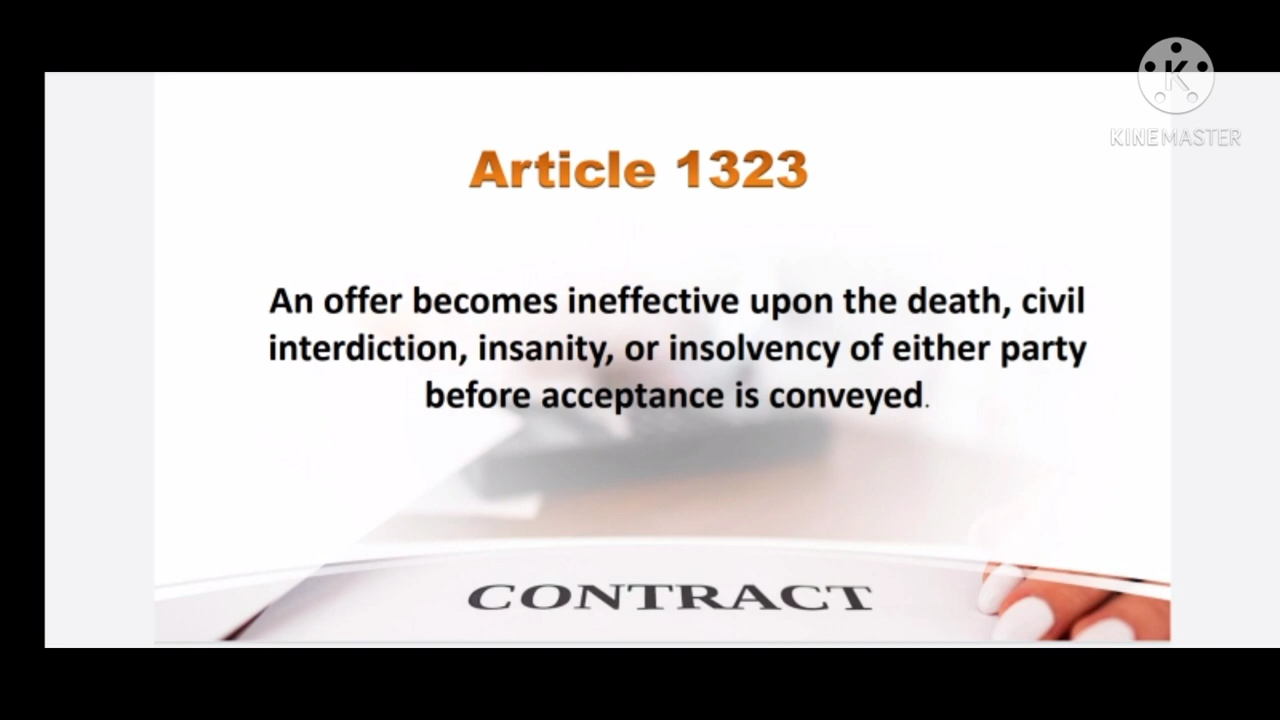 K
KINEMASTER
Article 1323
An offer becomes ineffective upon the death, civil
interdiction, insanity, or insolvency of either party
before acceptance is conveyed.
CONTRACT